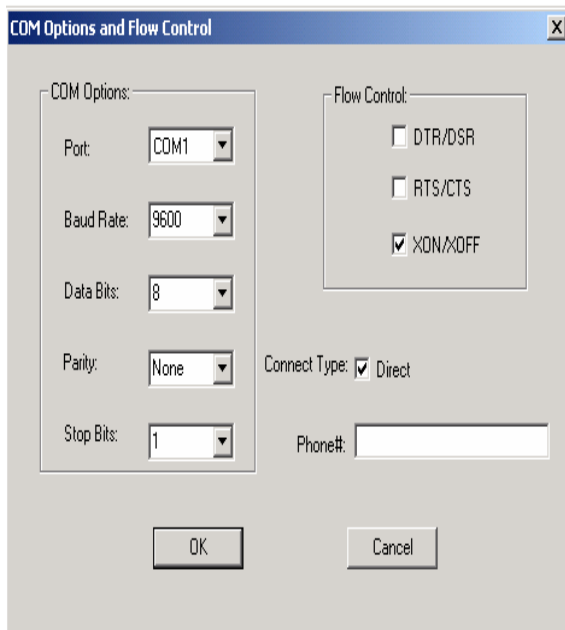 COM Options and Flow Control
COM Options:
Port: COM1
Baud Rate: 9600
Data Bits: 8
Parity: None
Stop Bits: 1
Flow Control:
DTR/DSR
RTS/CTS
XON/XOFF
Connect Type: Direct
Phone#:
OK
Cancel